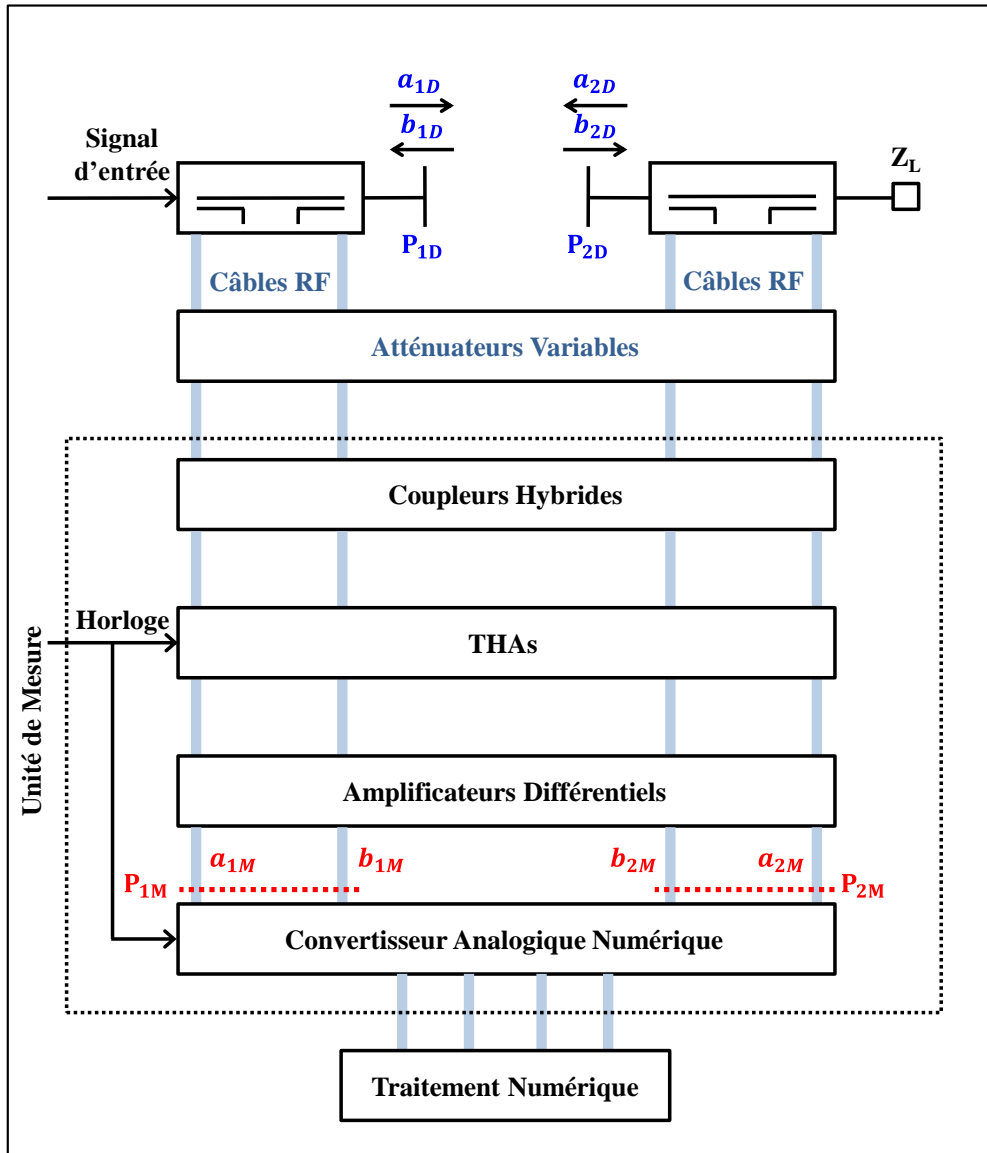 a1D
a2D
b1D
b2D
Signal
d'entrée
ZL
P1D
P2D
Câbles RF
Câbles RF
Atténuateurs Variables
Coupleurs Hybrides
Horloge
THAs
Unité de Mesure
Amplificateurs Différentiels
a1M
b1M
b2M
a2M
P1M
P2M
Convertisseur Analogique Numérique
Traitement Numérique